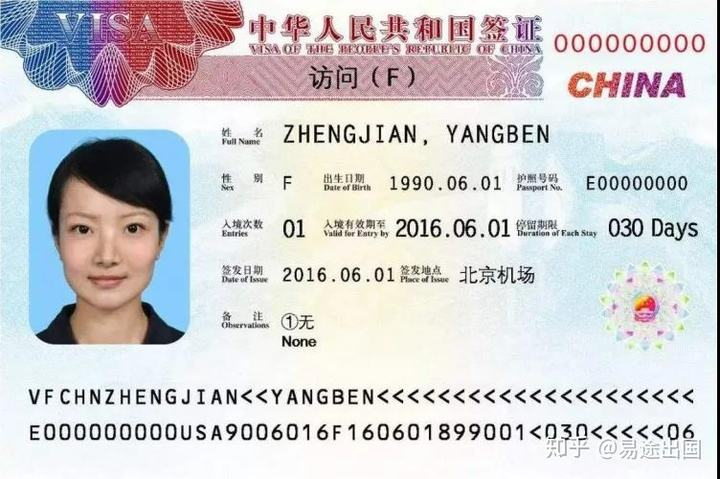 VISA
中华人民共和国签证
VISA OF THE PEOPLE'S REPUBLIC OF CHINA
000000000
访问（F）
CHINA
姓 名 ZHENGJIAN, YANGBEN
Full Name
性 别 F 出生日期 1990.06.01 护照号码 E00000000
Sex Date of Birth Passport No.
入境次数 01 入境有效期至 2016.06.01 停留期限 030 Days
Entries Valid for Entry by Duration of Each Stay
签发日期 2016.06.01 签发地点 北京机场
Date of Issue Place of Issue
备 注 ①无
Observations None
VFCHNZHENGJIAN<<YANGBEN<<<<<<<<<<<<<<<<<<<<<
E000000000USA9006016F160601899001<030<<<<<06
知乎 @易途出国